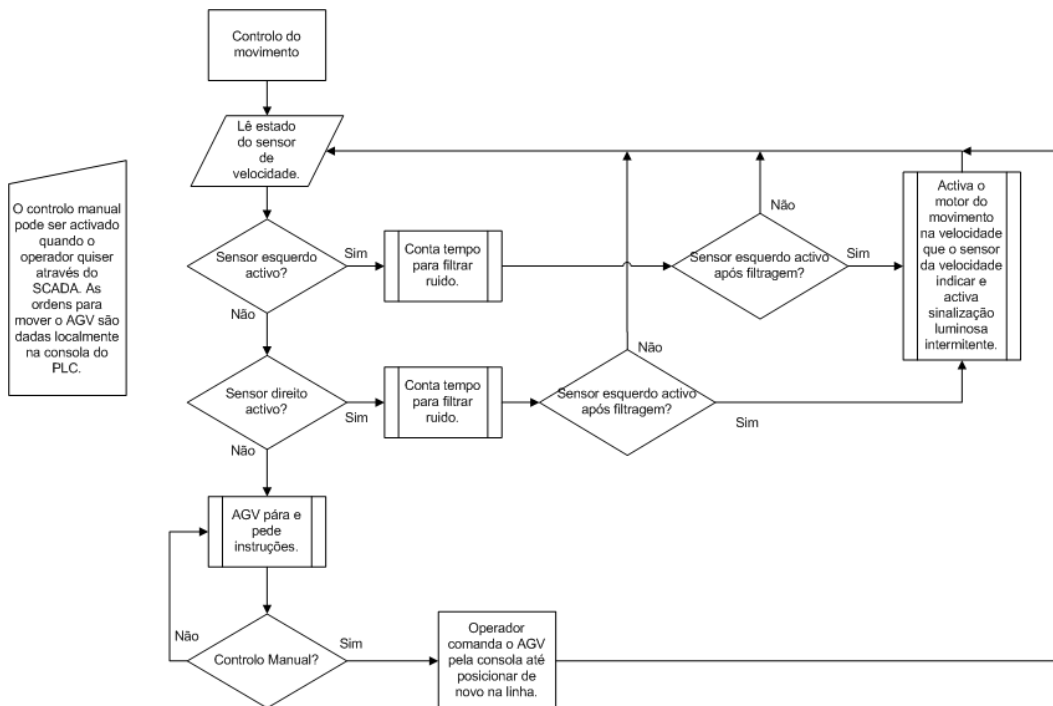 Controlo do
movimento
Lê estado
do sensor
de
velocidade.
O controlo manual
pode ser activado
quando o
operador quiser
através do
SCADA. As
ordens para
mover o AGV são
dadas localmente
na consola do
PLC.
Sensor esquerdo
activo?
Sim
Não
Conta tempo
para filtrar
ruido.
Sensor esquerdo activo
após filtragem?
Não
Sim
Activa o
motor do
movimento
na velocidade
que o sensor
da velocidade
indicar e
activa
sinalização
luminosa
intermitente.
Sensor direito
activo?
Sim
Não
Conta tempo
para filtrar
ruido.
Sensor esquerdo activo
após filtragem?
Não
Sim
AGV pára e
pede
instruções.
Controlo Manual?
Não
Sim
Operador
comanda o AGV
pela consola até
posicionar de
novo na linha.